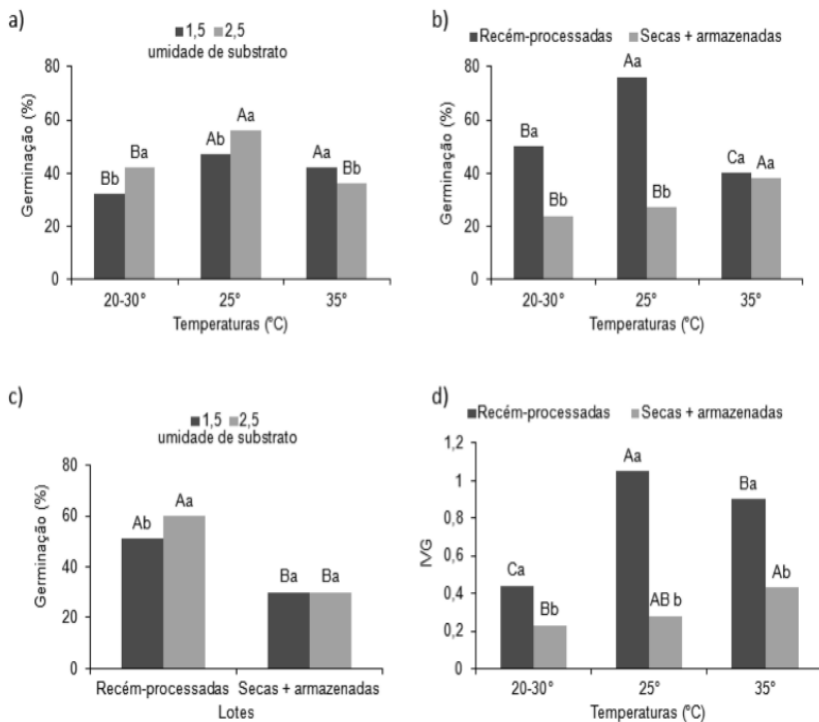 a)
1,5 2,5
umidade de substrato
Germinação (%)
80
60
40
20
0
Bb Ba Ab Aa Aa Bb
20-30° 25° 35°
Temperaturas (°C)
b)
Recém-processadas Secas + armazenadas
Germinação (%)
80
60
40
20
0
Ba Bb Aa Bb Ca Aa
20-30° 25° 35°
Temperaturas (°C)
c)
1,5 2,5
umidade de substrato
Germinação (%)
80
60
40
20
0
Ab Aa Ba Ba
Recém-processadas Secas + armazenadas
Lotes
d)
Recém-processadas Secas + armazenadas
IVG
1,2
1
0,8
0,6
0,4
0,2
0
Ca Bb Aa AB b Ba Ab
20-30° 25° 35°
Temperaturas (°C)